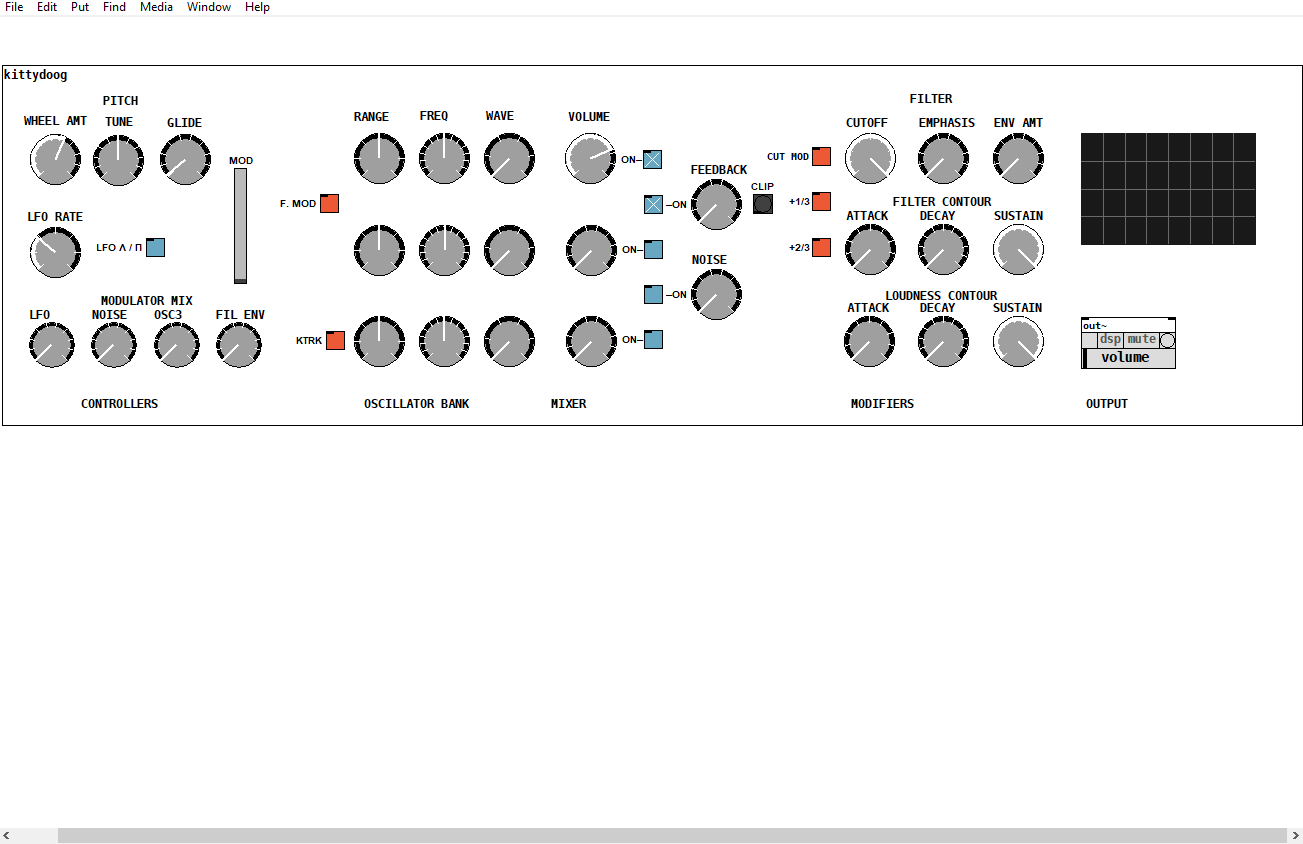 File Edit Put Find Media Window Help
kittydoog
PITCH
WHEEL AMT TUNE GLIDE
MOD
LFO RATE
LFO Λ / Π
MODULATOR MIX
LFO NOISE OSC3 FIL ENV
CONTROLLERS
RANGE FREQ WAVE
F. MOD
KTRK
OSCILLATOR BANK
VOLUME
ON–
–ON
ON–
–ON
ON–
MIXER
FEEDBACK
CLIP
NOISE
FILTER
CUTOFF EMPHASIS ENV AMT
CUT MOD
+1/3
+2/3
FILTER CONTOUR
ATTACK DECAY SUSTAIN
LOUDNESS CONTOUR
ATTACK DECAY SUSTAIN
MODIFIERS
out~
dsp mute
volume
OUTPUT